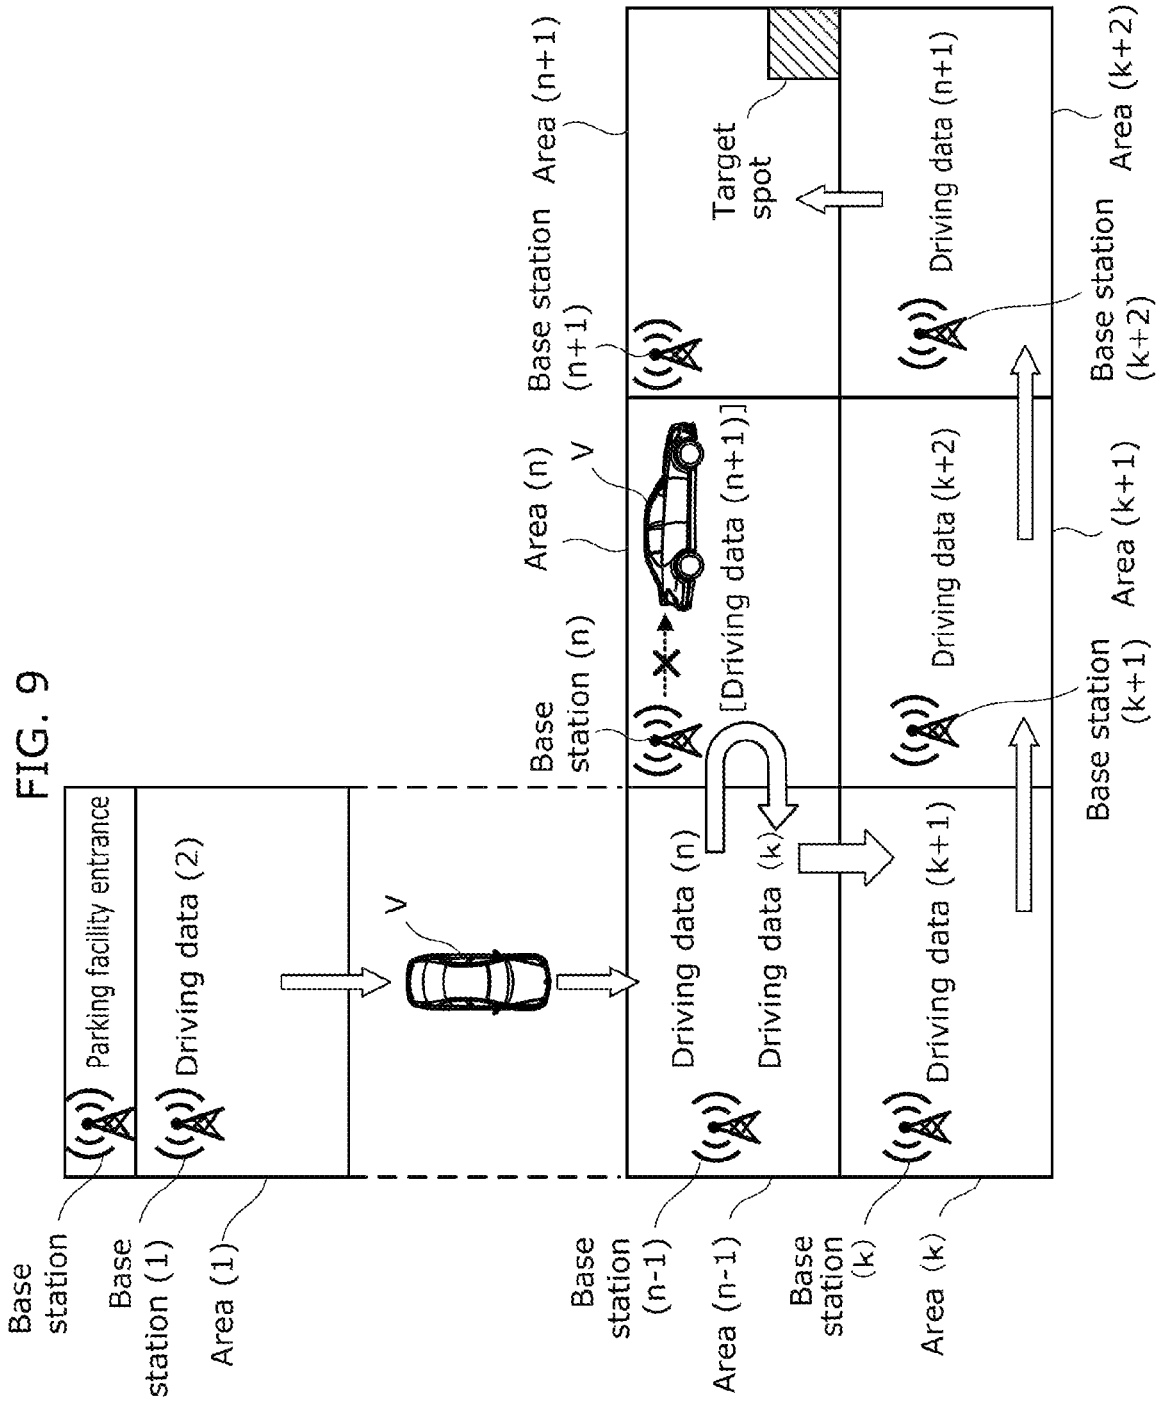 FIG. 9
Base
station
Parking facility entrance
Base
station (1)
Driving data (2)
Area (1)
V
Base
station
(n-1)
Driving data (n)
Driving data (k)
Area (n-1)
Base
station
(k)
Driving data (k+1)
Area (k)
Base
station (n)
Area (n)
V
[Driving data (n+1)]
Base station
(n+1)
Area (n+1)
Target
spot
Driving data (k+2)
Base station
(k+1)
Area (k+1)
Driving data (n+1)
Base station
(k+2)
Area (k+2)